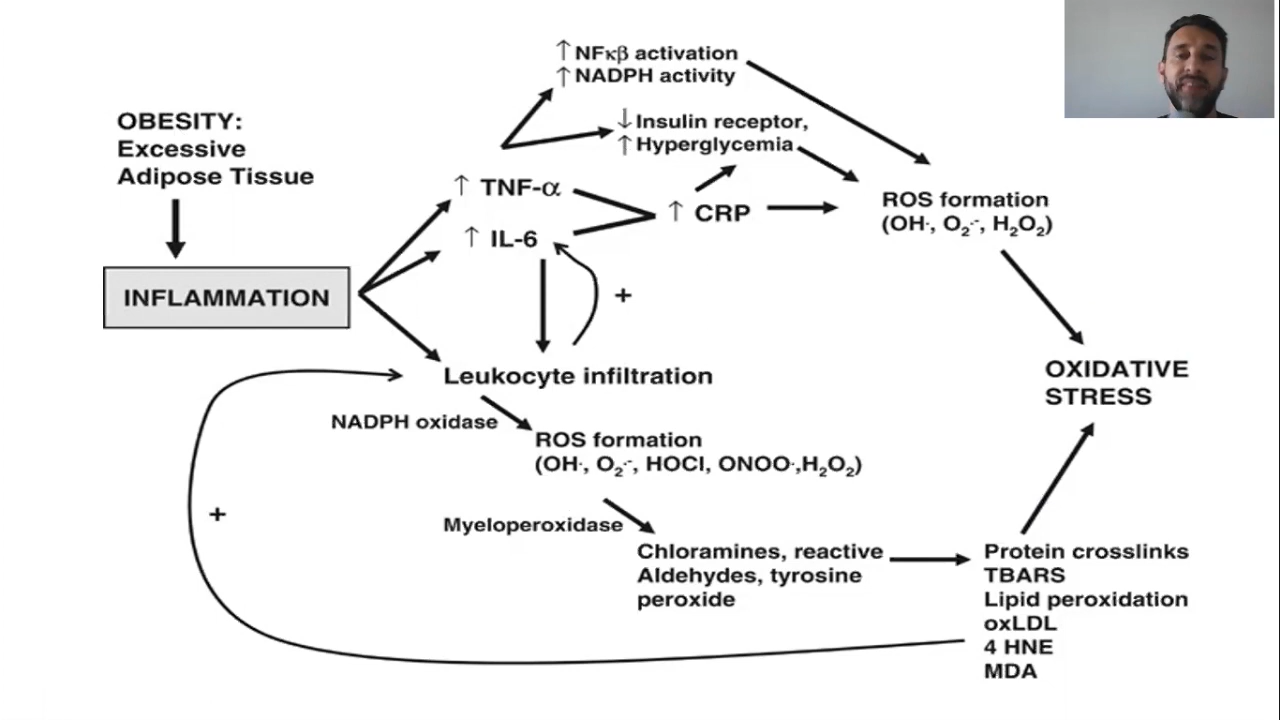 ↑ NFκβ activation
↑ NADPH activity
OBESITY:
Excessive
Adipose Tissue
↓ Insulin receptor,
↑ Hyperglycemia
↑ TNF-α
↑ IL-6
↑ CRP
ROS formation
(OH·, O₂·⁻, H₂O₂)
INFLAMMATION
+
Leukocyte infiltration
OXIDATIVE
STRESS
NADPH oxidase
ROS formation
(OH·, O₂·⁻, HOCl, ONOO·,H₂O₂)
+
Myeloperoxidase
Chloramines, reactive
Aldehydes, tyrosine
peroxide
Protein crosslinks
TBARS
Lipid peroxidation
oxLDL
4 HNE
MDA